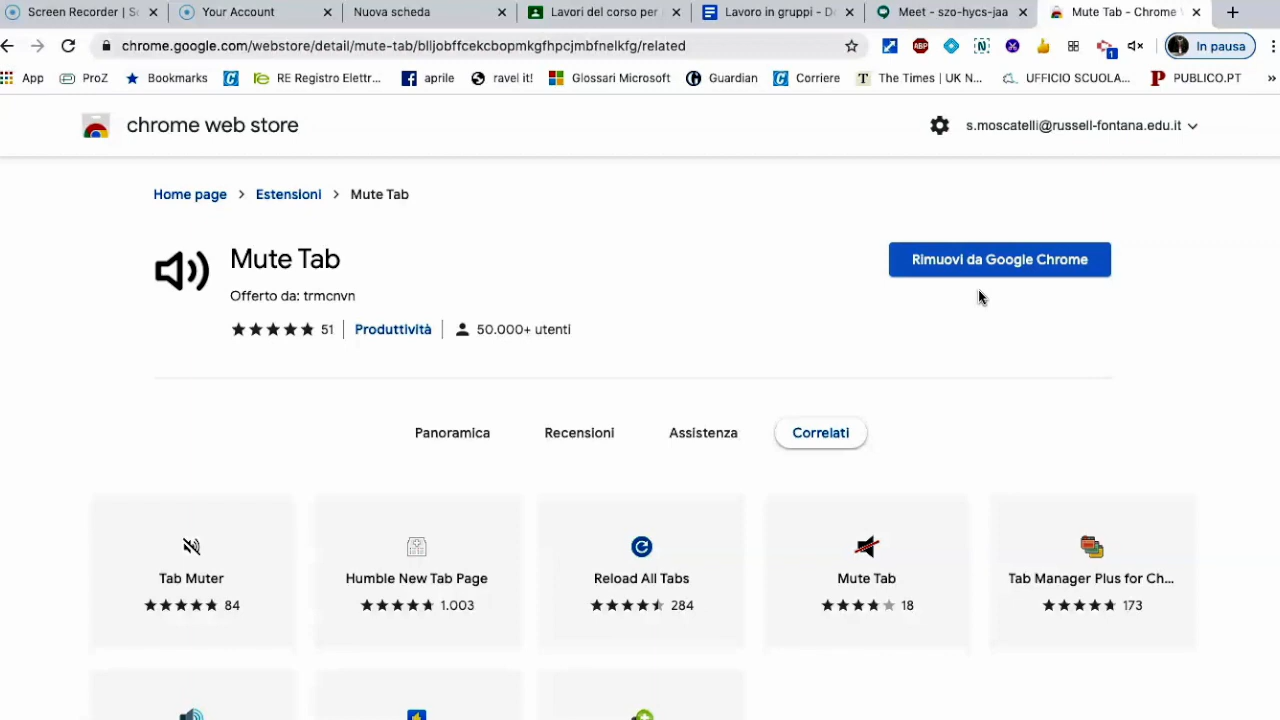 Screen Recorder | Sc
Your Account
Nuova scheda
Lavori del corso per
Lavoro in gruppi - Do
Meet - szo-hycs-jaa
Mute Tab - Chrome W
chrome.google.com/webstore/detail/mute-tab/blljobffcekcbopmkgfhpcjmbfnelkfg/related
ABP
N
1
In pausa
App
ProZ
Bookmarks
RE Registro Elettr...
aprile
ravel it!
Glossari Microsoft
Guardian
Corriere
The Times | UK N...
UFFICIO SCUOLA...
PUBLICO.PT
»
chrome web store
s.moscatelli@russell-fontana.edu.it
Home page > Estensioni > Mute Tab
Mute Tab
Rimuovi da Google Chrome
Offerto da: trmcnvn
51
Produttività
50.000+ utenti
Panoramica
Recensioni
Assistenza
Correlati
Tab Muter
Humble New Tab Page
Reload All Tabs
Mute Tab
Tab Manager Plus for Ch...
84
1.003
284
18
173